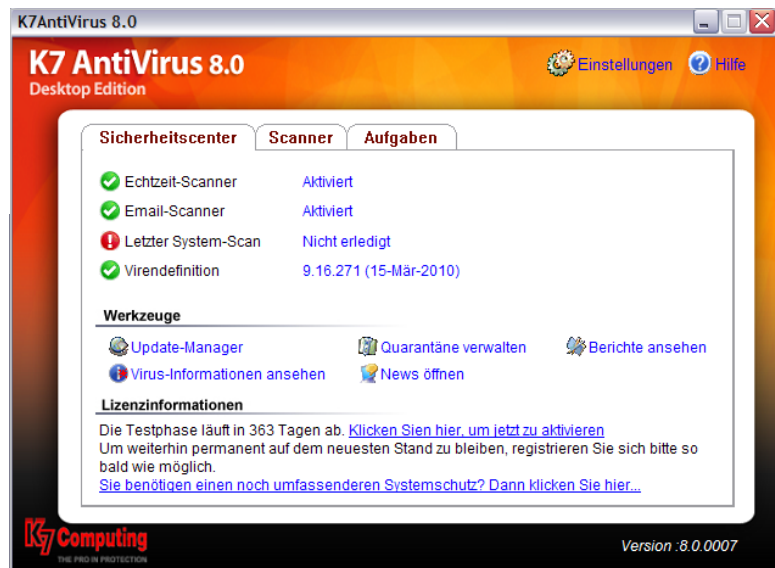 K7AntiVirus 8.0
K7 AntiVirus 8.0
Desktop Edition
Einstellungen
Hilfe
Sicherheitscenter
Scanner
Aufgaben
Echtzeit-Scanner Aktiviert
Email-Scanner Aktiviert
Letzter System-Scan Nicht erledigt
Virendefinition 9.16.271 (15-Mär-2010)
Werkzeuge
Update-Manager Quarantäne verwalten Berichte ansehen
Virus-Informationen ansehen News öffnen
Lizenzinformationen
Die Testphase läuft in 363 Tagen ab. Klicken Sien hier, um jetzt zu aktivieren
Um weiterhin permanent auf dem neuesten Stand zu bleiben, registrieren Sie sich bitte so
bald wie möglich.
Sie benötigen einen noch umfassenderen Systemschutz? Dann klicken Sie hier...
K7 Computing
THE PRO IN PROTECTION
Version :8.0.0007